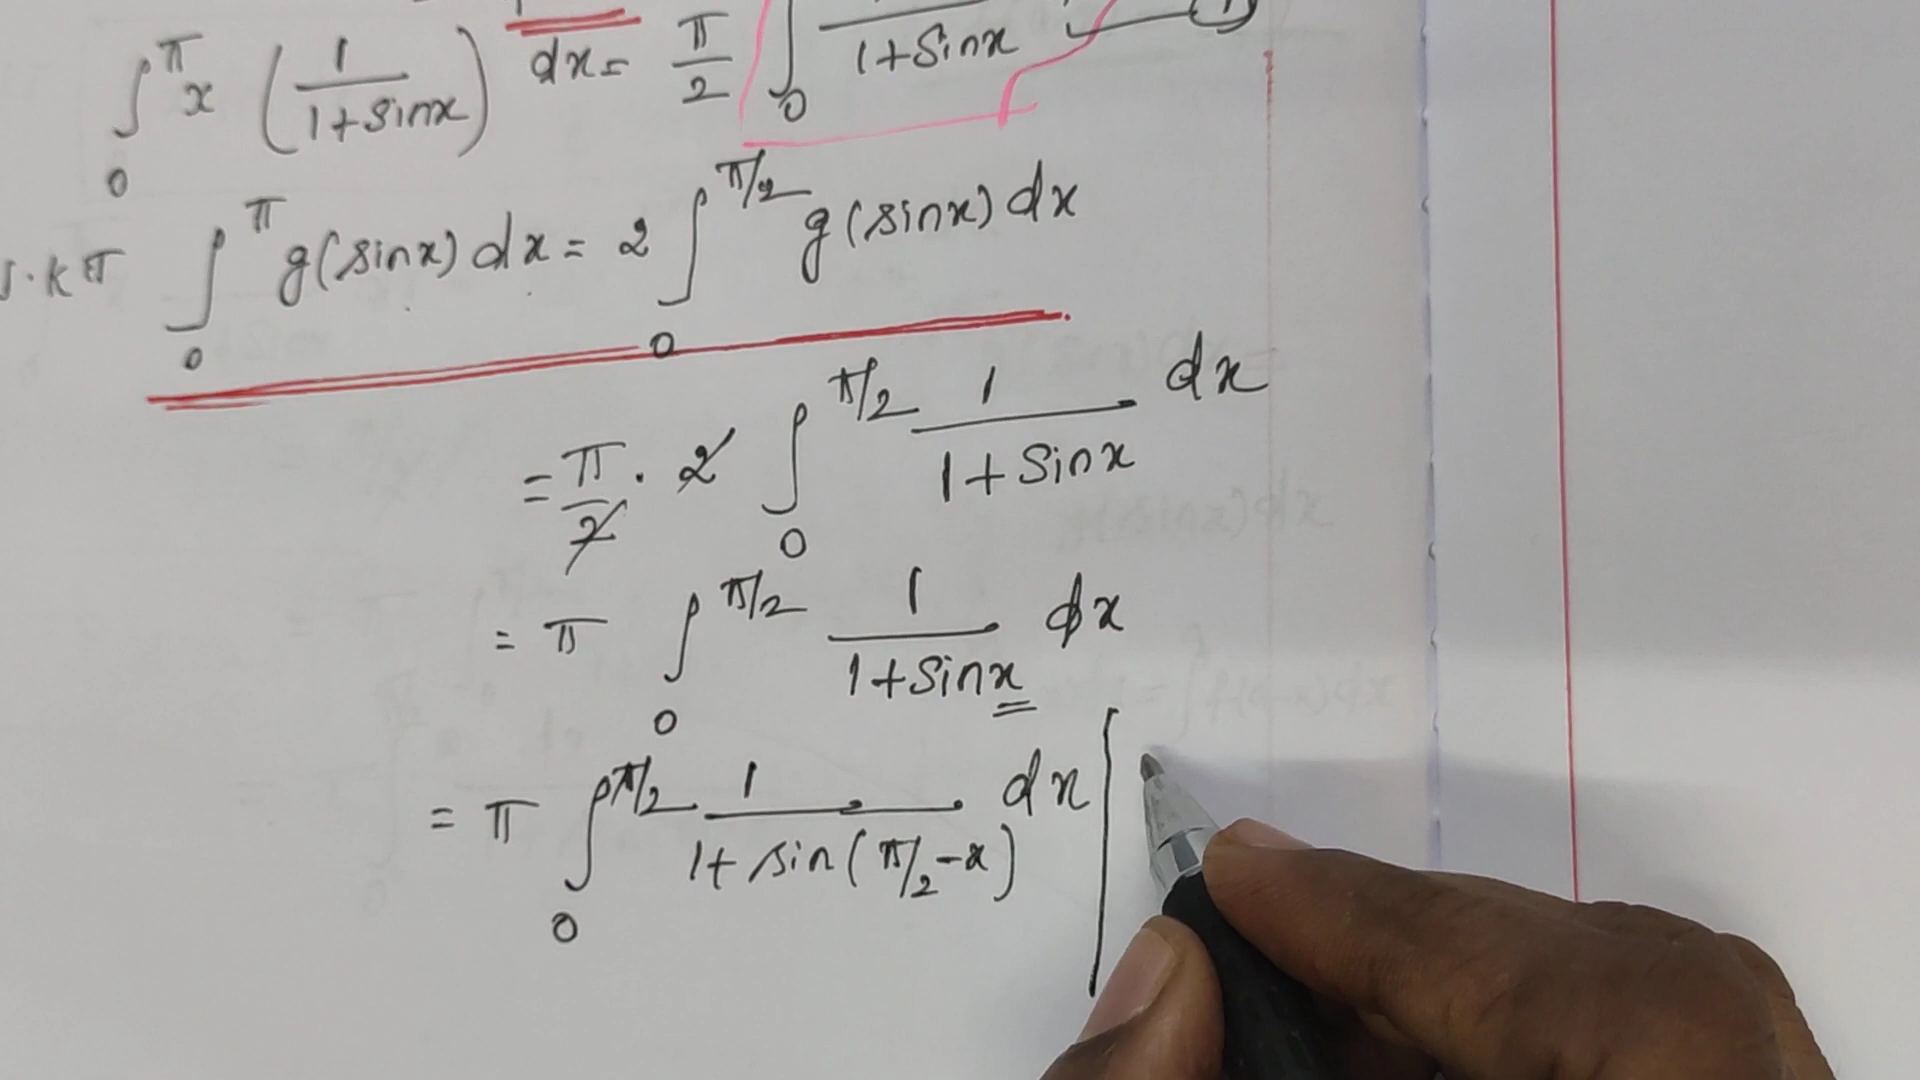 ∫₀^π x (1/(1+sinx)) dx = π/2 ∫₀ /(1+Sinx)
∫₀^π g(sinx) dx = 2 ∫₀^(π/2) g(sinx) dx
= π/2 · 2 ∫₀^(π/2) 1/(1+Sinx) dx
= π ∫₀^(π/2) 1/(1+Sinx) dx
= π ∫₀^(π/2) 1/(1+sin(π/2-x)) dx